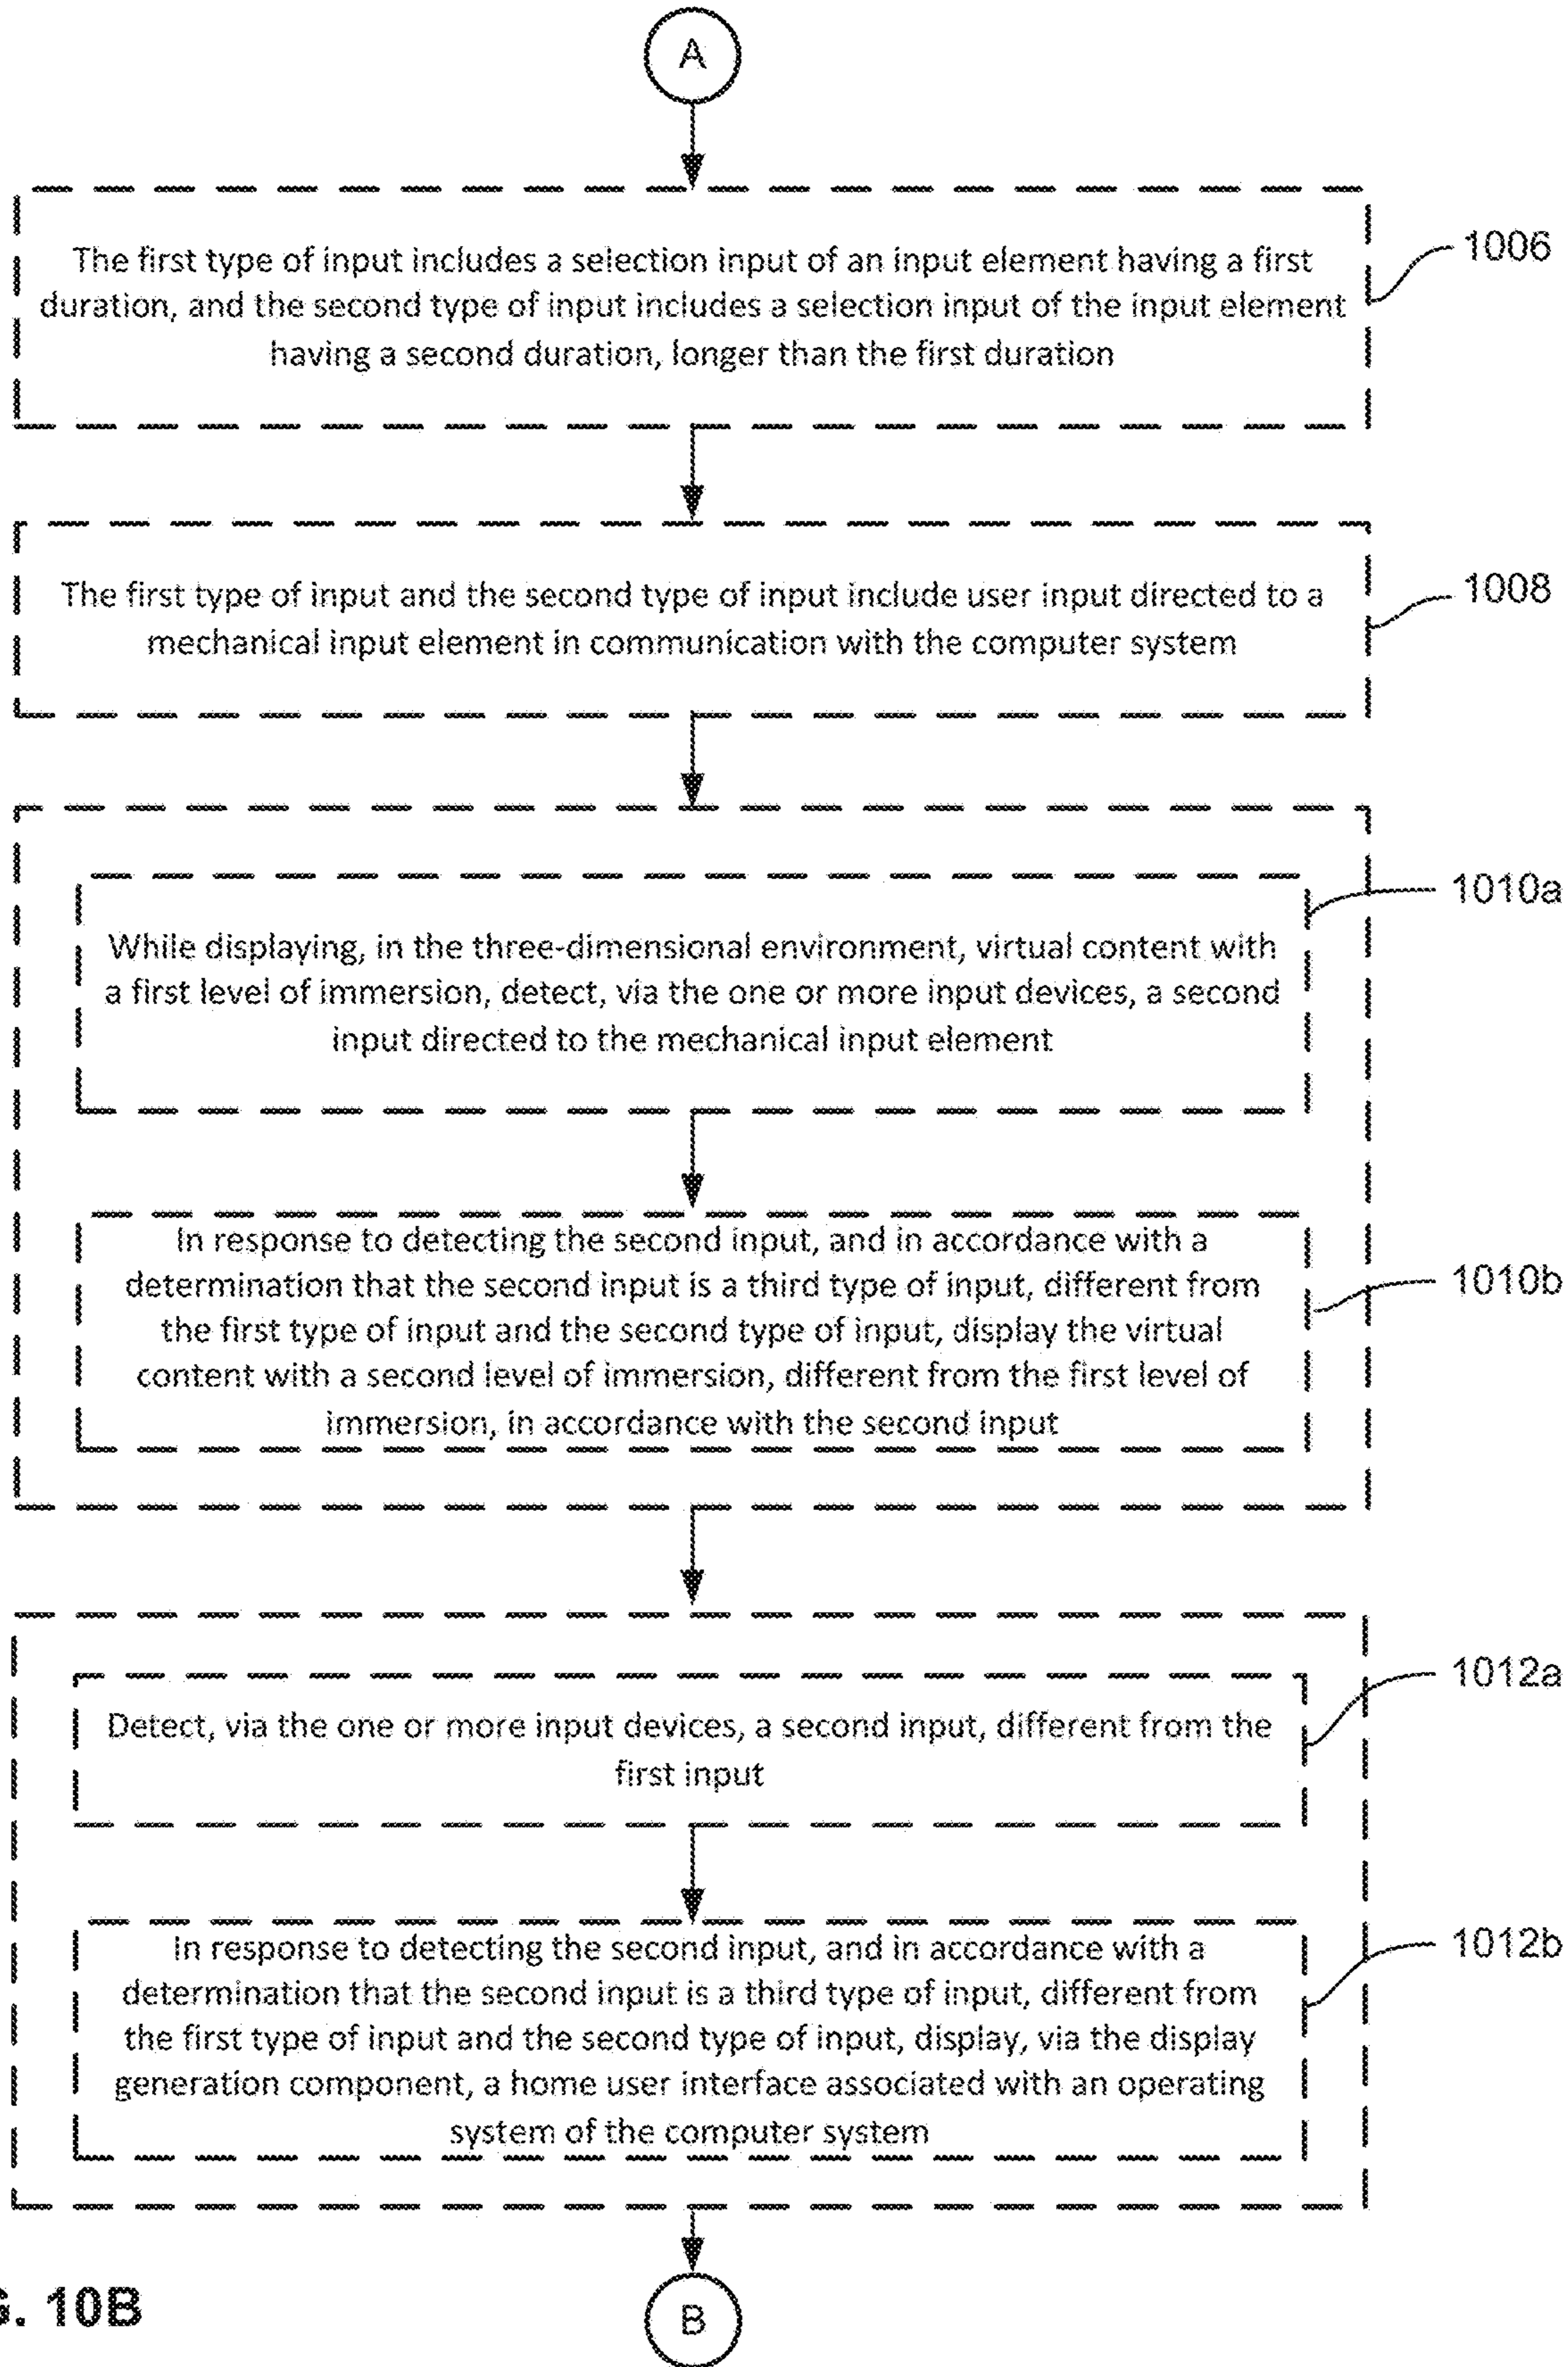 A
The first type of input includes a selection input of an input element having a first
duration, and the second type of input includes a selection input of the input element
having a second duration, longer than the first duration
1006
The first type of input and the second type of input include user input directed to a
mechanical input element in communication with the computer system
1008
While displaying, in the three-dimensional environment, virtual content with
a first level of immersion, detect, via the one or more input devices, a second
input directed to the mechanical input element
1010a
In response to detecting the second input, and in accordance with a
determination that the second input is a third type of input, different from
the first type of input and the second type of input, display the virtual
content with a second level of immersion, different from the first level of
immersion, in accordance with the second input
1010b
Detect, via the one or more input devices, a second input, different from the
first input
1012a
In response to detecting the second input, and in accordance with a
determination that the second input is a third type of input, different from
the first type of input and the second type of input, display, via the display
generation component, a home user interface associated with an operating
system of the computer system
1012b
G. 10B
B